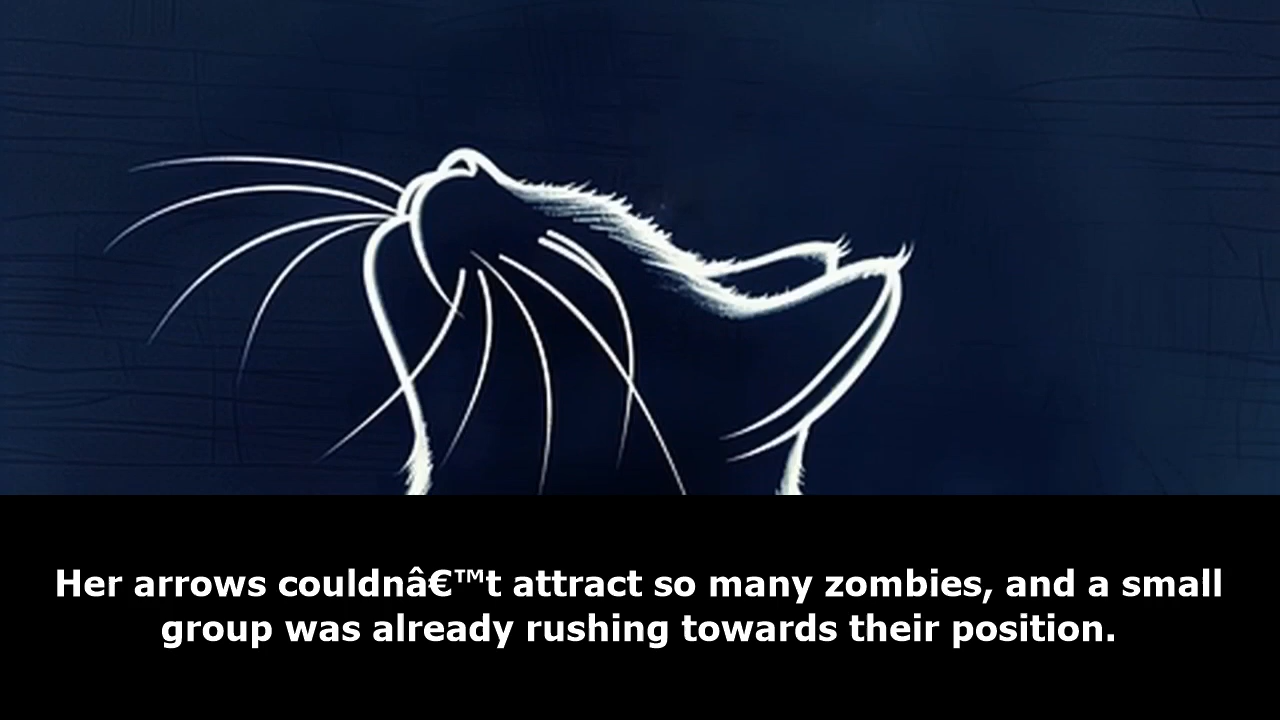 Her arrows couldnâ€™t attract so many zombies, and a small
group was already rushing towards their position.